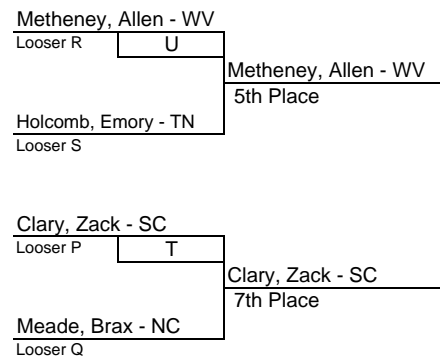 Metheney, Allen - WV
Looser R
U
Metheney, Allen - WV
5th Place
Holcomb, Emory - TN
Looser S
Clary, Zack - SC
Looser P
T
Clary, Zack - SC
7th Place
Meade, Brax - NC
Looser Q